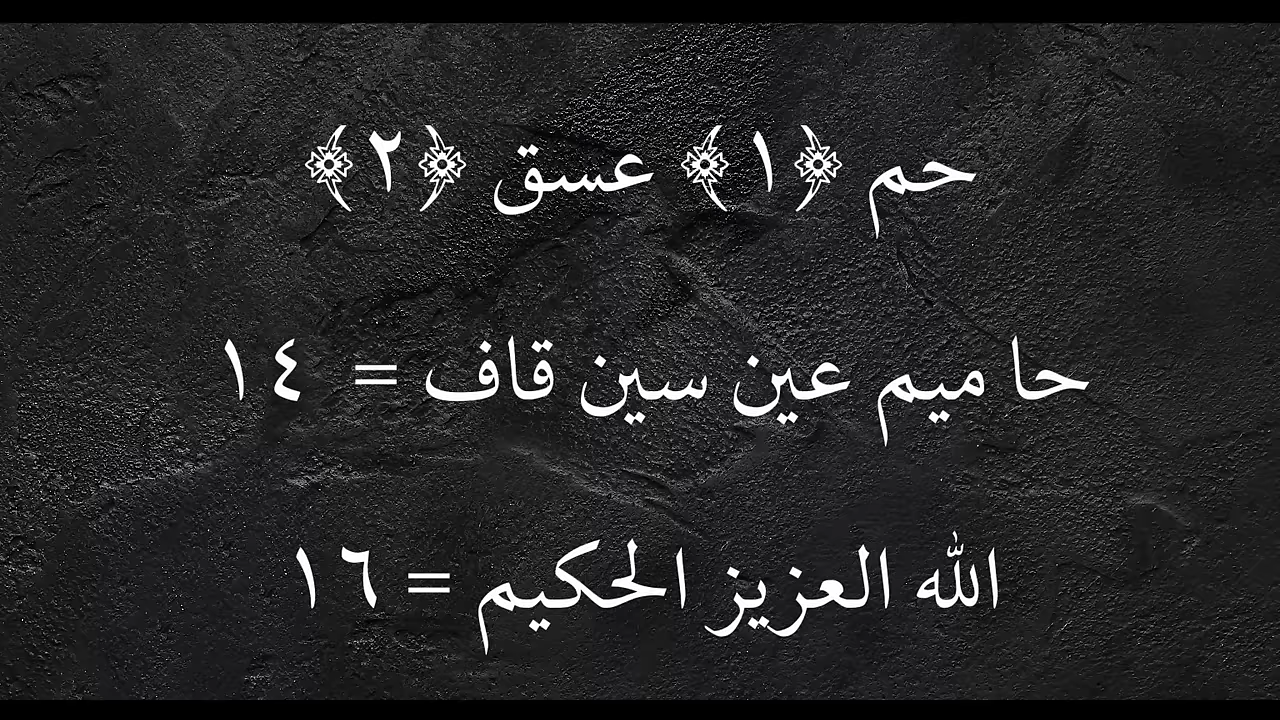 حم ﴿١﴾ عسق ﴿٢﴾
حا ميم عين سين قاف = ١٤
الله العزيز الحكيم = ١٦